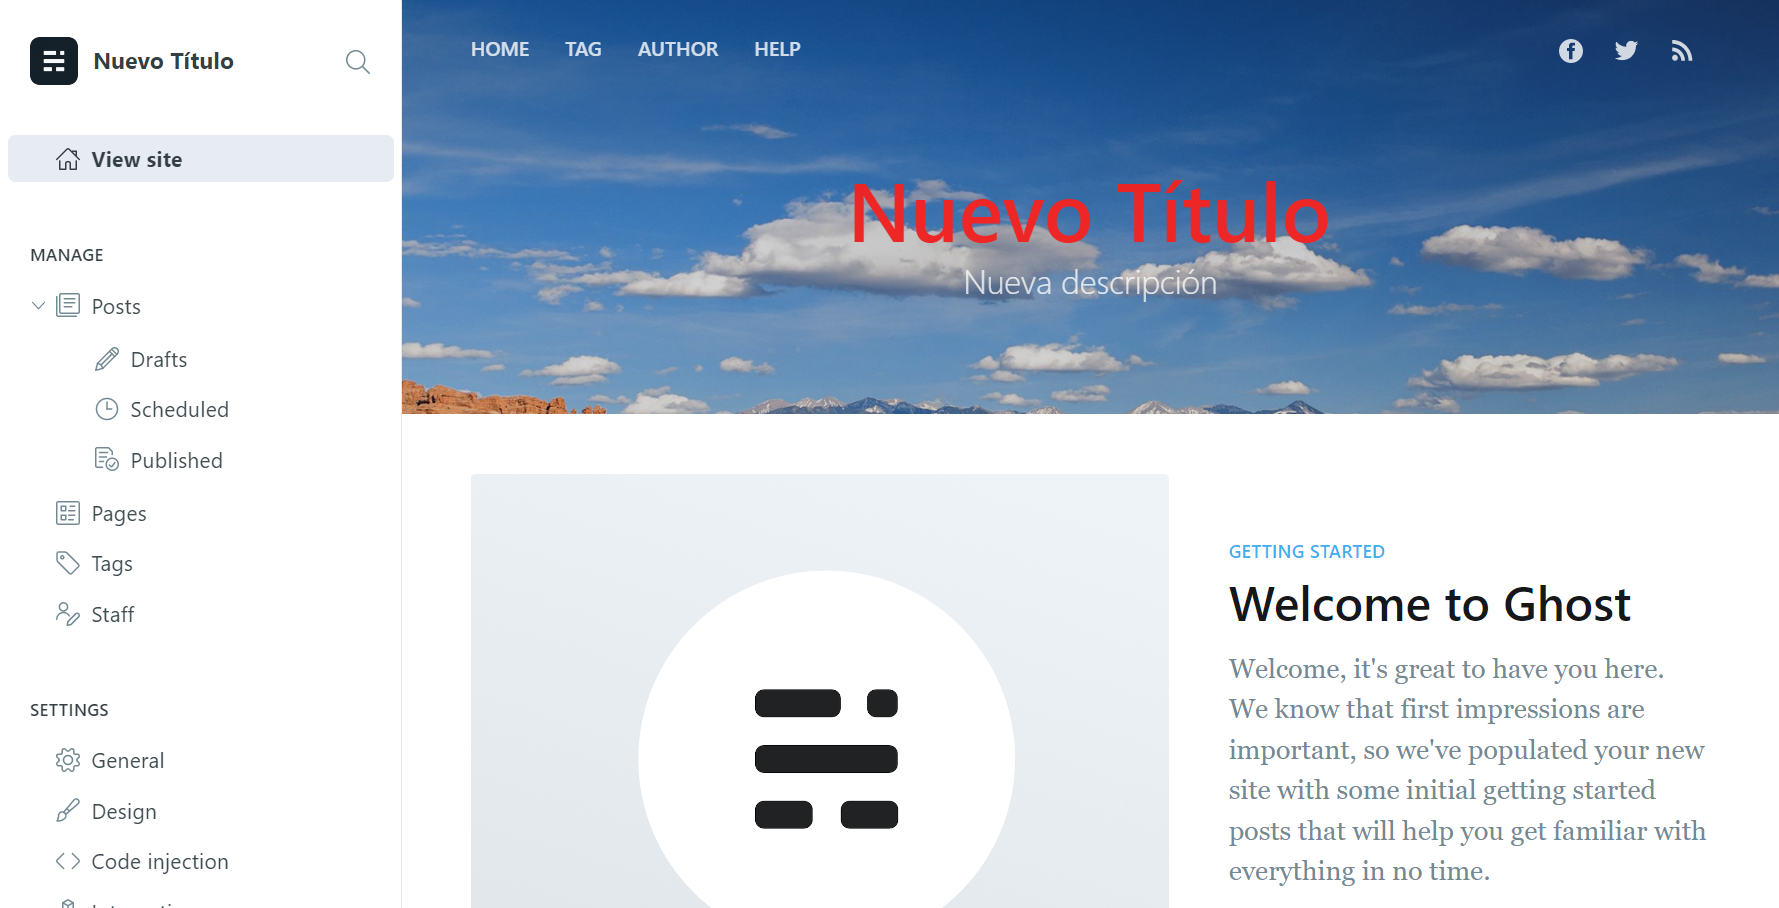 Nuevo Título
View site
MANAGE
Posts
Drafts
Scheduled
Published
Pages
Tags
Staff
SETTINGS
General
Design
Code injection
HOME TAG AUTHOR HELP
Nuevo Título
Nueva descripción
GETTING STARTED
Welcome to Ghost
Welcome, it's great to have you here.
We know that first impressions are
important, so we've populated your new
site with some initial getting started
posts that will help you get familiar with
everything in no time.